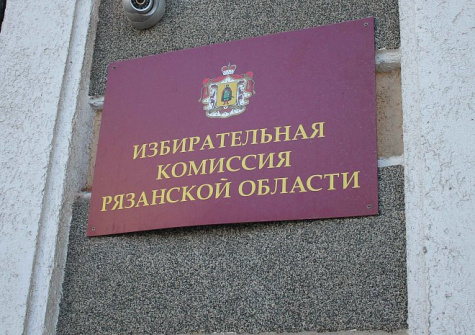 ИЗБИРАТЕЛЬНАЯ
КОМИССИЯ
РЯЗАНСКОЙ ОБЛАСТИ